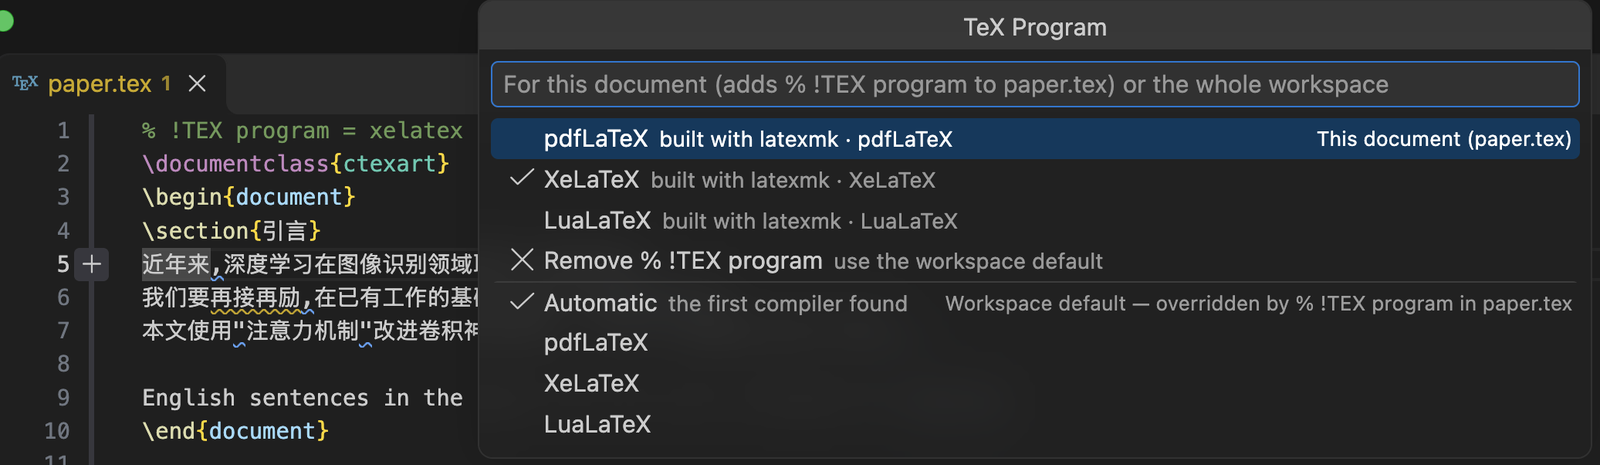 TeX Program
TEX paper.tex 1
For this document (adds % !TEX program to paper.tex) or the whole workspace
pdfLaTeX built with latexmk · pdfLaTeX This document (paper.tex)
XeLaTeX built with latexmk · XeLaTeX
LuaLaTeX built with latexmk · LuaLaTeX
Remove % !TEX program use the workspace default
Automatic the first compiler found Workspace default — overridden by % !TEX program in paper.tex
pdfLaTeX
XeLaTeX
LuaLaTeX
1 % !TEX program = xelatex
2 \documentclass{ctexart}
3 \begin{document}
4 \section{引言}
5 近年来,深度学习在图像识别领域
6 我们要再接再励,在已有工作的基
7 本文使用"注意力机制"改进卷积神
8
9 English sentences in the
10 \end{document}
11